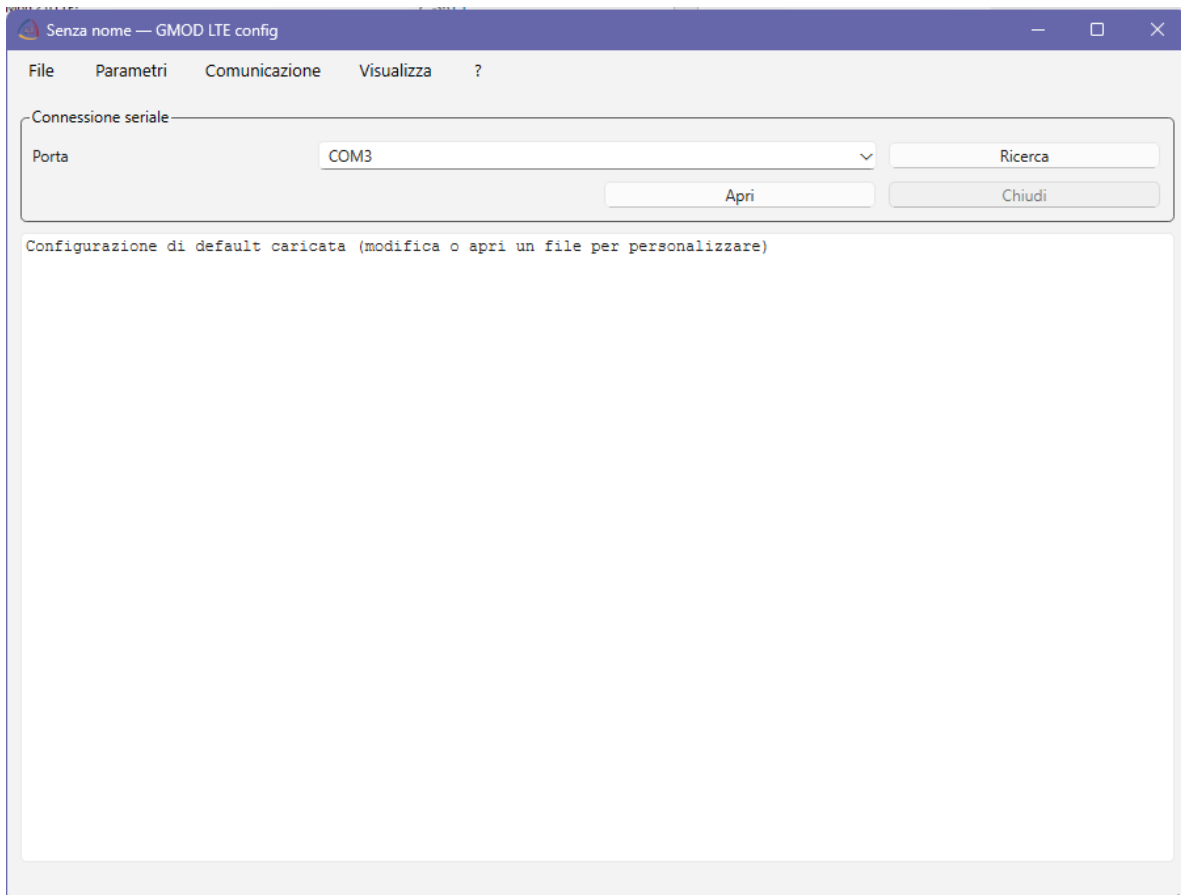 Senza nome — GMOD LTE config
File Parametri Comunicazione Visualizza ?
Connessione seriale
Porta COM3 Ricerca
Apri Chiudi
Configurazione di default caricata (modifica o apri un file per personalizzare)